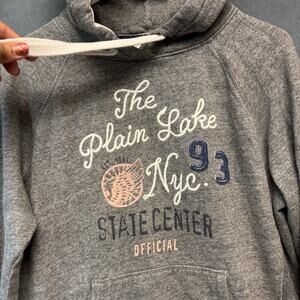 The
Plain Lake
93
Nyc.
STATE CENTER
OFFICIAL